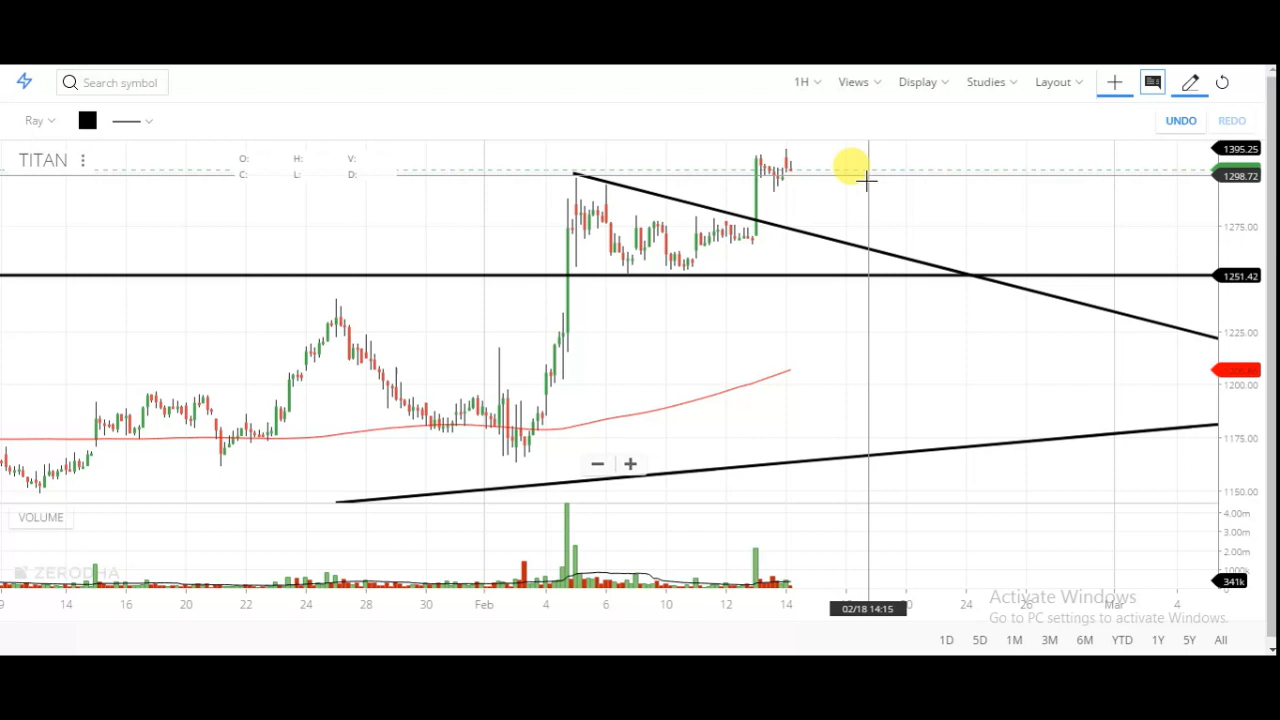 Search symbol 1H Views Display Studies Layout
Ray UNDO REDO
TITAN O: H: V:
C: L: D:
1395.25
1298.72
1275.00
1251.42
1225.00
1200.00
1175.00
1150.00
VOLUME
4.00m
3.00m
2.00m
1000k
341k
ZERODHA
9 14 16 20 22 24 28 30 Feb 4 6 10 12 14 20 24 26 Mar 4
02/18 14:15
Activate Windows
Go to PC settings to activate Windows.
1D 5D 1M 3M 6M YTD 1Y 5Y All